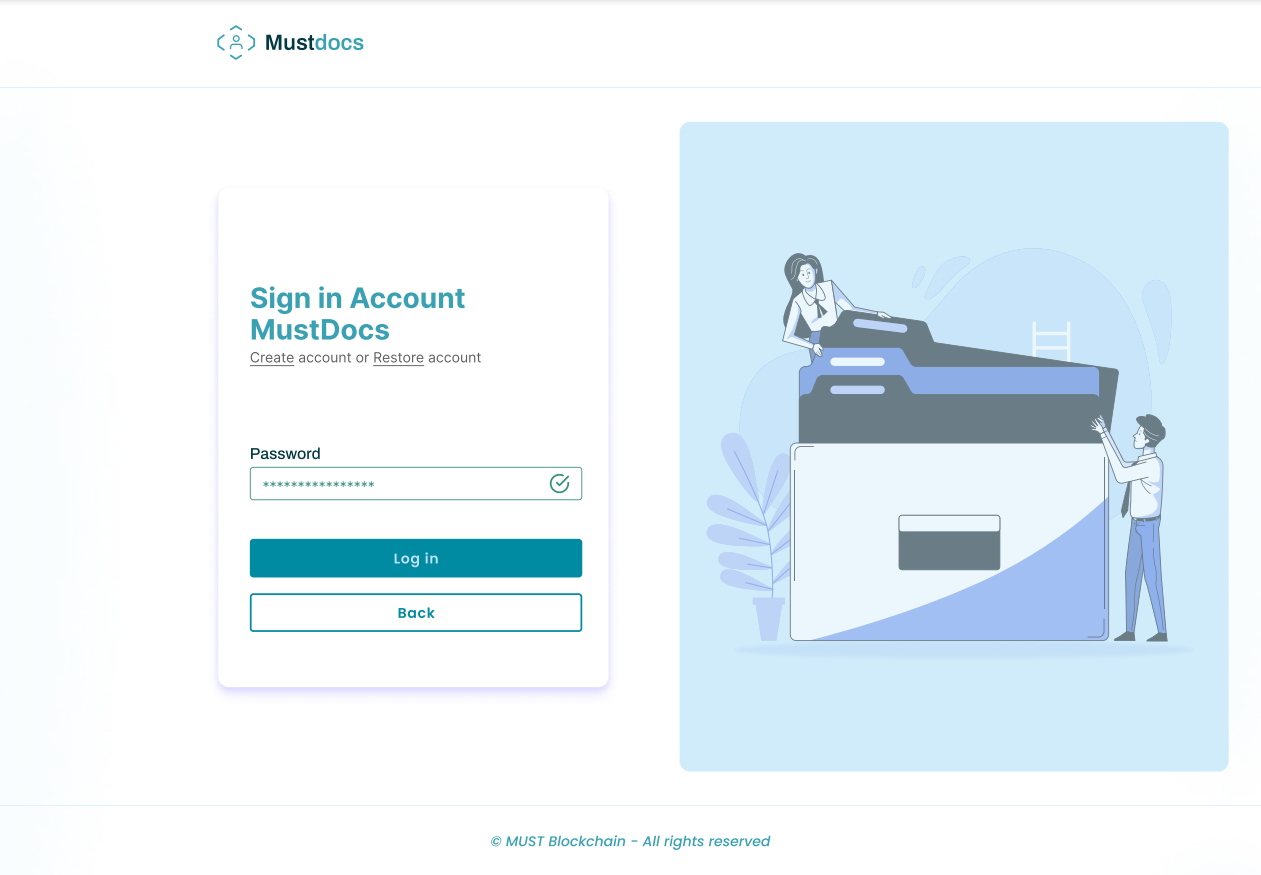 Mustdocs
Sign in Account
MustDocs
Create account or Restore account
Password
****************
Log in
Back
© MUST Blockchain - All rights reserved